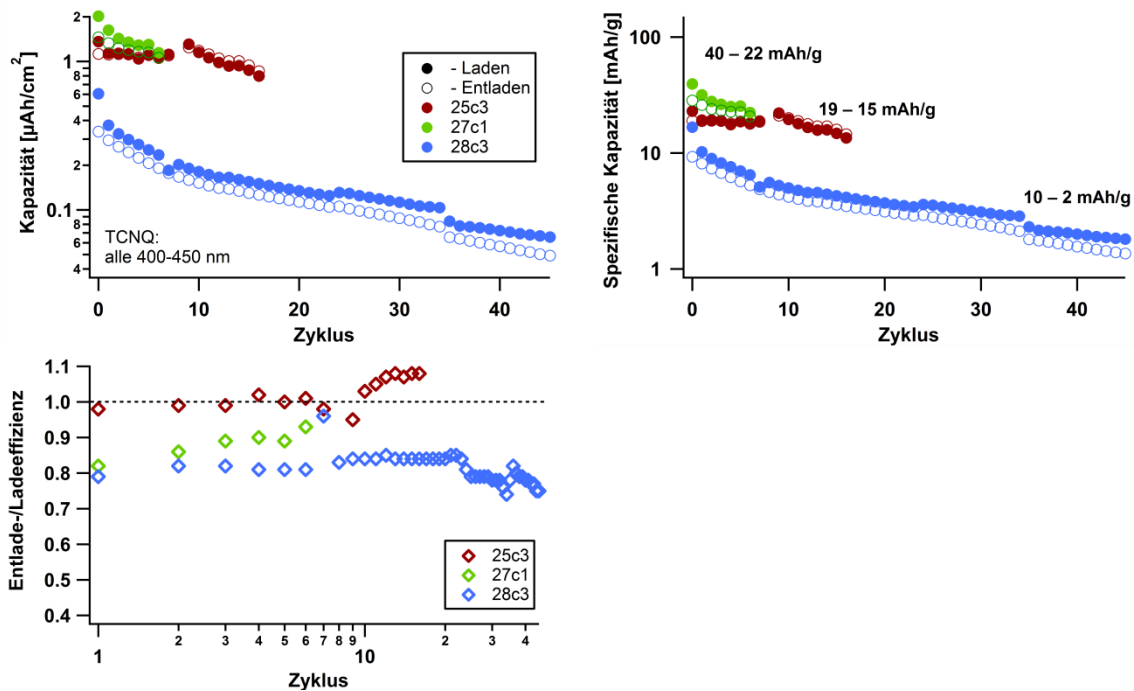 Kapazität [µAh/cm²]
2
1
8
6
4
2
0.1
8
6
4
- Laden
- Entladen
25c3
27c1
28c3
TCNQ:
alle 400-450 nm
0
10
20
30
40
Zyklus
Spezifische Kapazität [mAh/g]
100
10
1
40 – 22 mAh/g
19 – 15 mAh/g
10 – 2 mAh/g
0
10
20
30
40
Zyklus
Entlade-/Ladeeffizienz
1.1
1.0
0.9
0.8
0.7
0.6
0.5
0.4
25c3
27c1
28c3
1
2
3
4
5
6
7
8
9
10
2
3
4
Zyklus